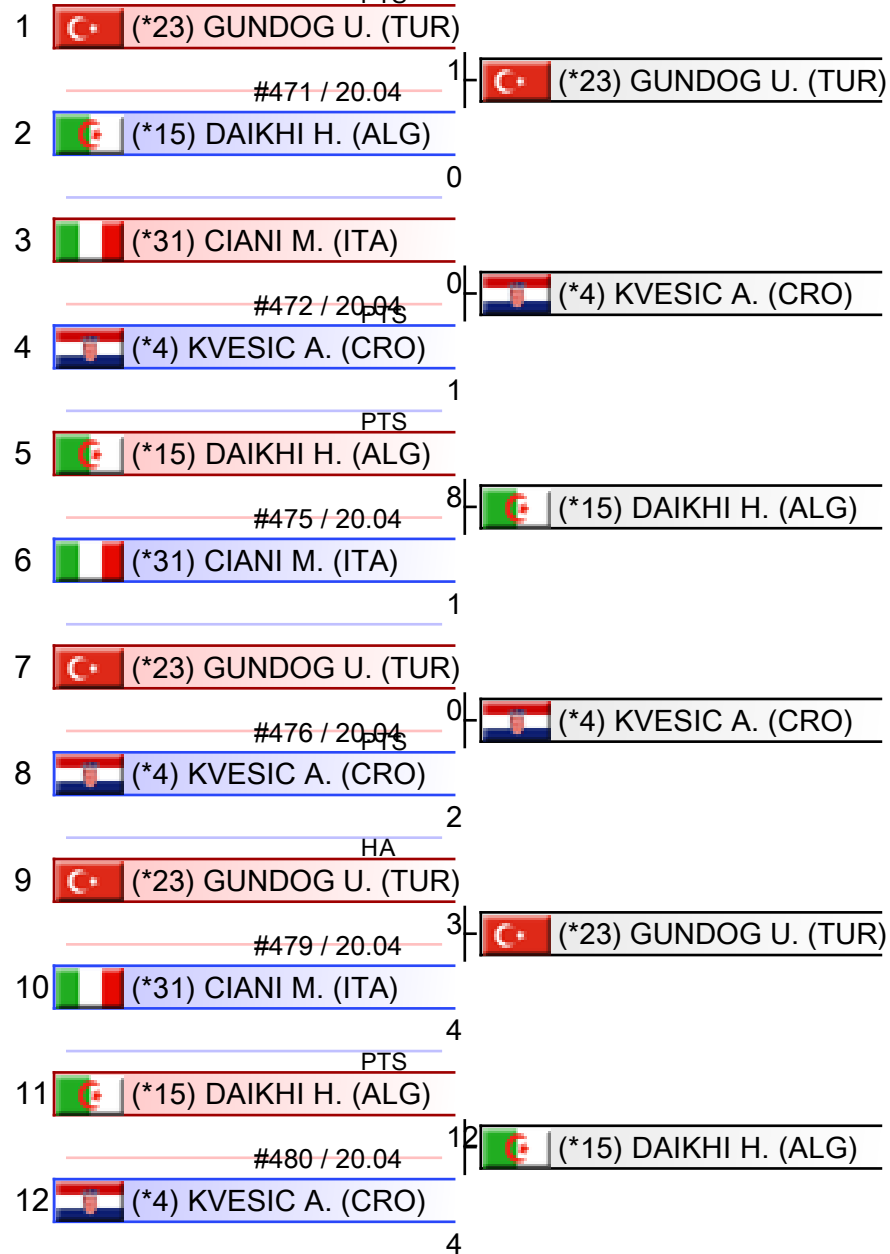 PTS
1 (*23) GUNDOG U. (TUR)
1 (*23) GUNDOG U. (TUR)
#471 / 20.04
2 (*15) DAIKHI H. (ALG)
0
3 (*31) CIANI M. (ITA)
0 (*4) KVESIC A. (CRO)
#472 / 20.04
PTS
4 (*4) KVESIC A. (CRO)
1
PTS
5 (*15) DAIKHI H. (ALG)
8 (*15) DAIKHI H. (ALG)
#475 / 20.04
6 (*31) CIANI M. (ITA)
1
7 (*23) GUNDOG U. (TUR)
0 (*4) KVESIC A. (CRO)
#476 / 20.04
PTS
8 (*4) KVESIC A. (CRO)
2
HA
9 (*23) GUNDOG U. (TUR)
3 (*23) GUNDOG U. (TUR)
#479 / 20.04
10 (*31) CIANI M. (ITA)
4
PTS
11 (*15) DAIKHI H. (ALG)
12 (*15) DAIKHI H. (ALG)
#480 / 20.04
12 (*4) KVESIC A. (CRO)
4